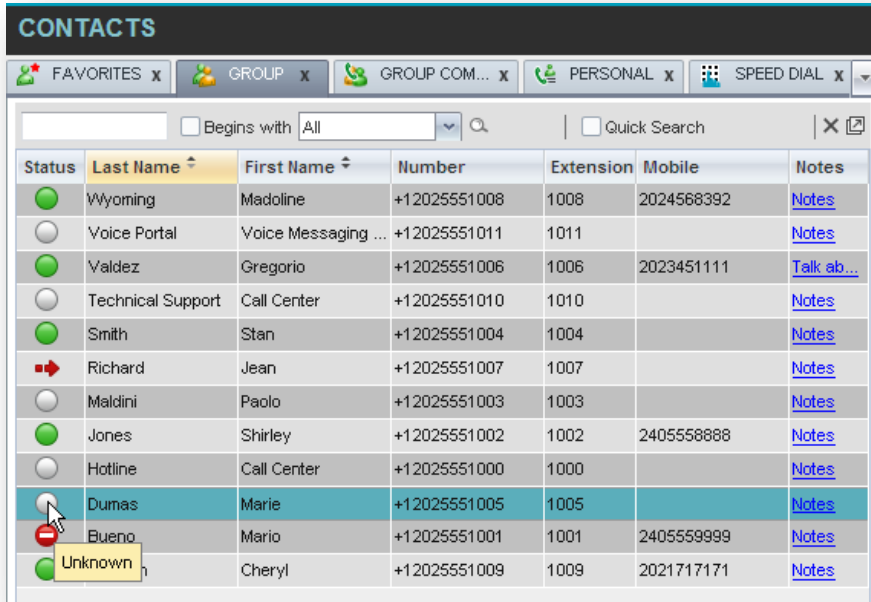 CONTACTS
FAVORITES x GROUP x GROUP COM... x PERSONAL x SPEED DIAL x
Begins with All Quick Search
Status Last Name First Name Number Extension Mobile Notes
Wyoming Madoline +12025551008 1008 2024568392 Notes
Voice Portal Voice Messaging ... +12025551011 1011 Notes
Valdez Gregorio +12025551006 1006 2023451111 Talk ab...
Technical Support Call Center +12025551010 1010 Notes
Smith Stan +12025551004 1004 Notes
Richard Jean +12025551007 1007 Notes
Maldini Paolo +12025551003 1003 Notes
Jones Shirley +12025551002 1002 2405558888 Notes
Hotline Call Center +12025551000 1000 Notes
Dumas Marie +12025551005 1005 Notes
Bueno Mario +12025551001 1001 2405559999 Notes
Unknown Cheryl +12025551009 1009 2021717171 Notes